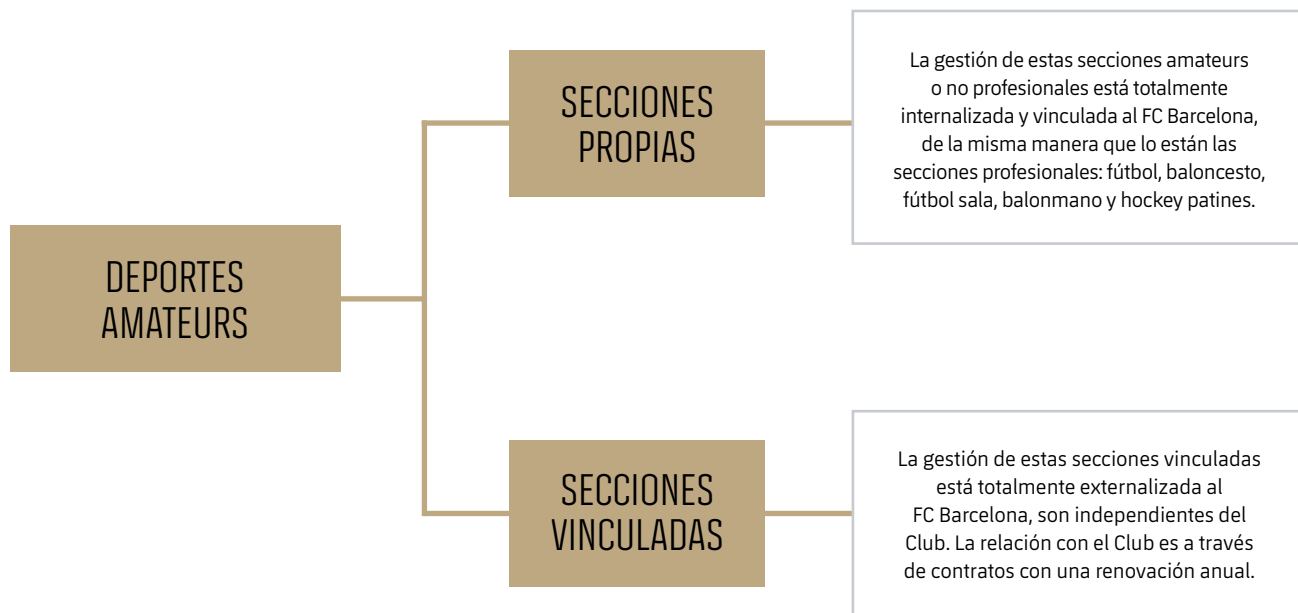 DEPORTES
AMATEURS
SECCIONES
PROPIAS
La gestión de estas secciones amateurs
o no profesionales está totalmente
internalizada y vinculada al FC Barcelona,
de la misma manera que lo están las
secciones profesionales: fútbol, baloncesto,
fútbol sala, balonmano y hockey patines.
SECCIONES
VINCULADAS
La gestión de estas secciones vinculadas
está totalmente externalizada al
FC Barcelona, son independientes del
Club. La relación con el Club es a través
de contratos con una renovación anual.